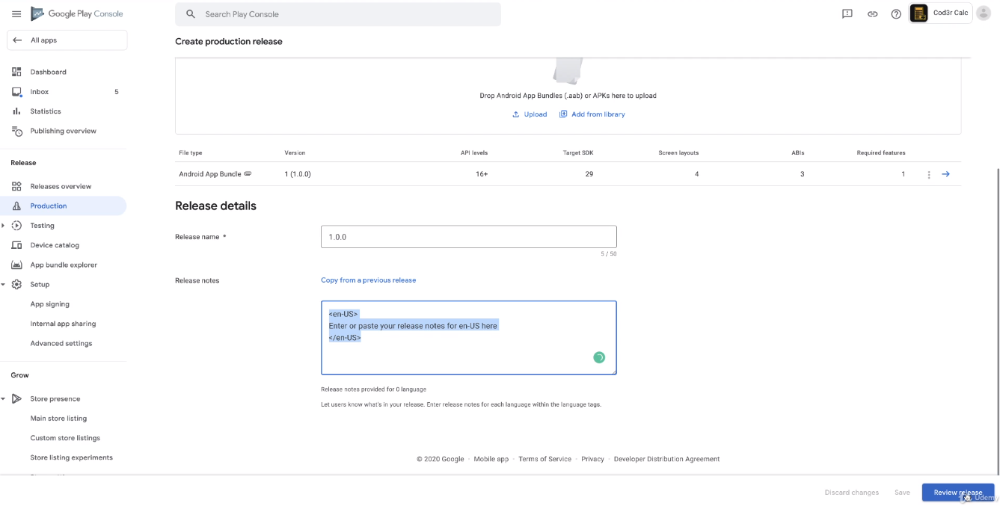 Google Play Console
Search Play Console
Cod3r Calc
All apps
Create production release
Dashboard
Inbox 5
Statistics
Publishing overview
Release
Releases overview
Production
Testing
Device catalog
App bundle explorer
Setup
App signing
Internal app sharing
Advanced settings
Grow
Store presence
Main store listing
Custom store listings
Store listing experiments
Drop Android App Bundles (.aab) or APKs here to upload
Upload Add from library
File type Version API levels Target SDK Screen layouts ABIs Required features
Android App Bundle 1 (1.0.0) 16+ 29 4 3 1
Release details
Release name *
1.0.0
5 / 50
Release notes
Copy from a previous release
<en-US>
Enter or paste your release notes for en-US here
</en-US>
Release notes provided for 0 language
Let users know what's in your release. Enter release notes for each language within the language tags.
© 2020 Google · Mobile app · Terms of Service · Privacy · Developer Distribution Agreement
Discard changes Save Review release
Udemy